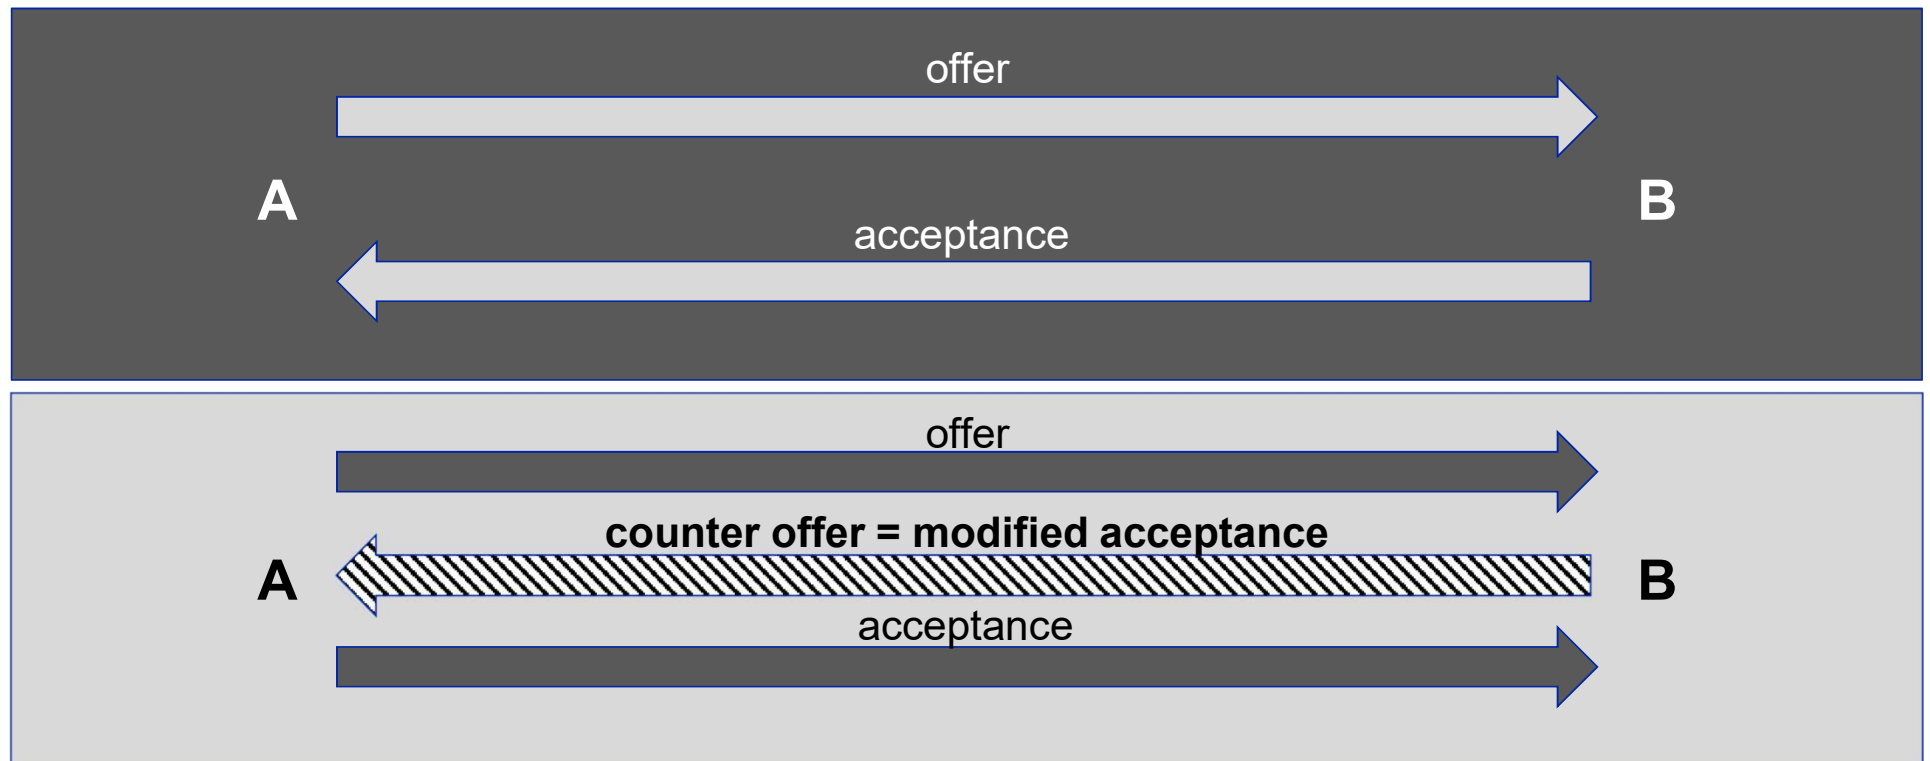 offer
A
B
acceptance
offer
counter offer = modified acceptance
A
B
acceptance